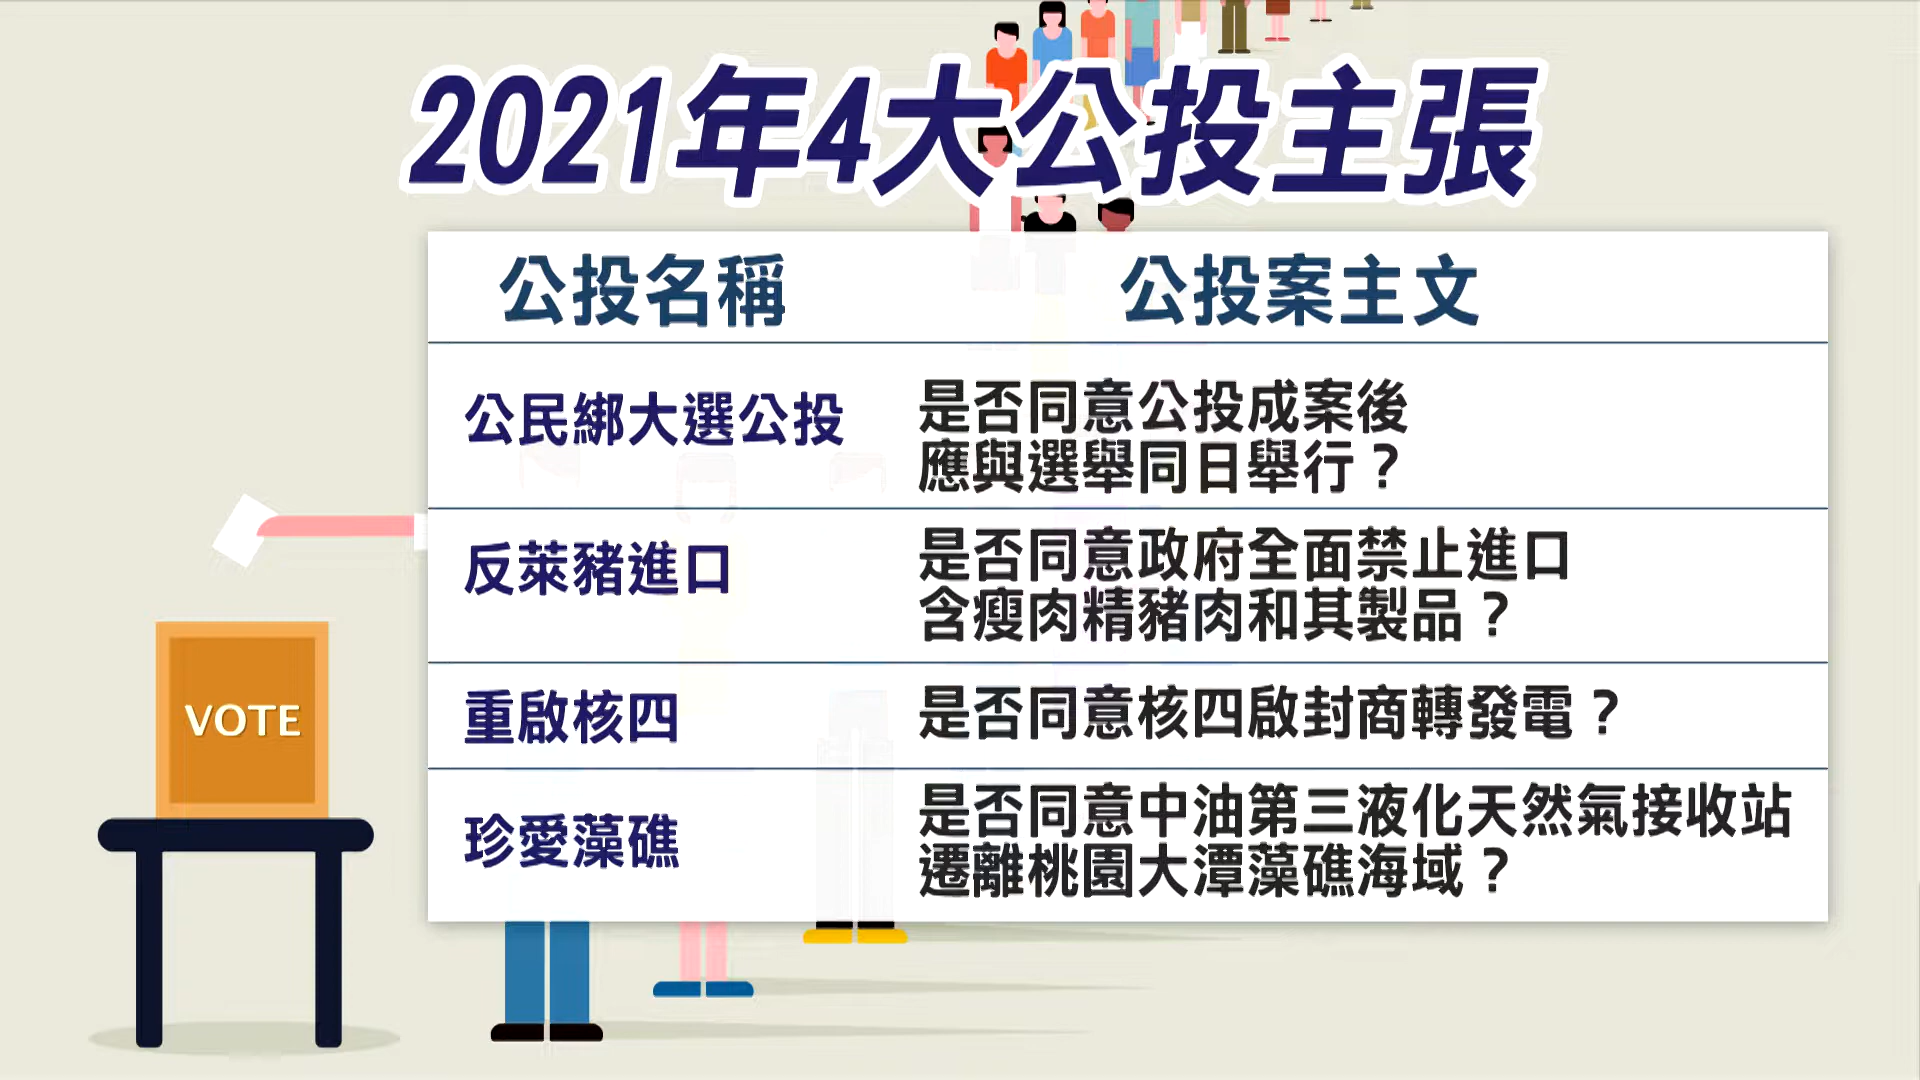 2021年4大公投主張
公投名稱
公投案主文
公民綁大選公投
是否同意公投成案後
應與選舉同日舉行？
反萊豬進口
是否同意政府全面禁止進口
含瘦肉精豬肉和其製品？
重啟核四
是否同意核四啟封商轉發電？
珍愛藻礁
是否同意中油第三液化天然氣接收站
遷離桃園大潭藻礁海域？
VOTE